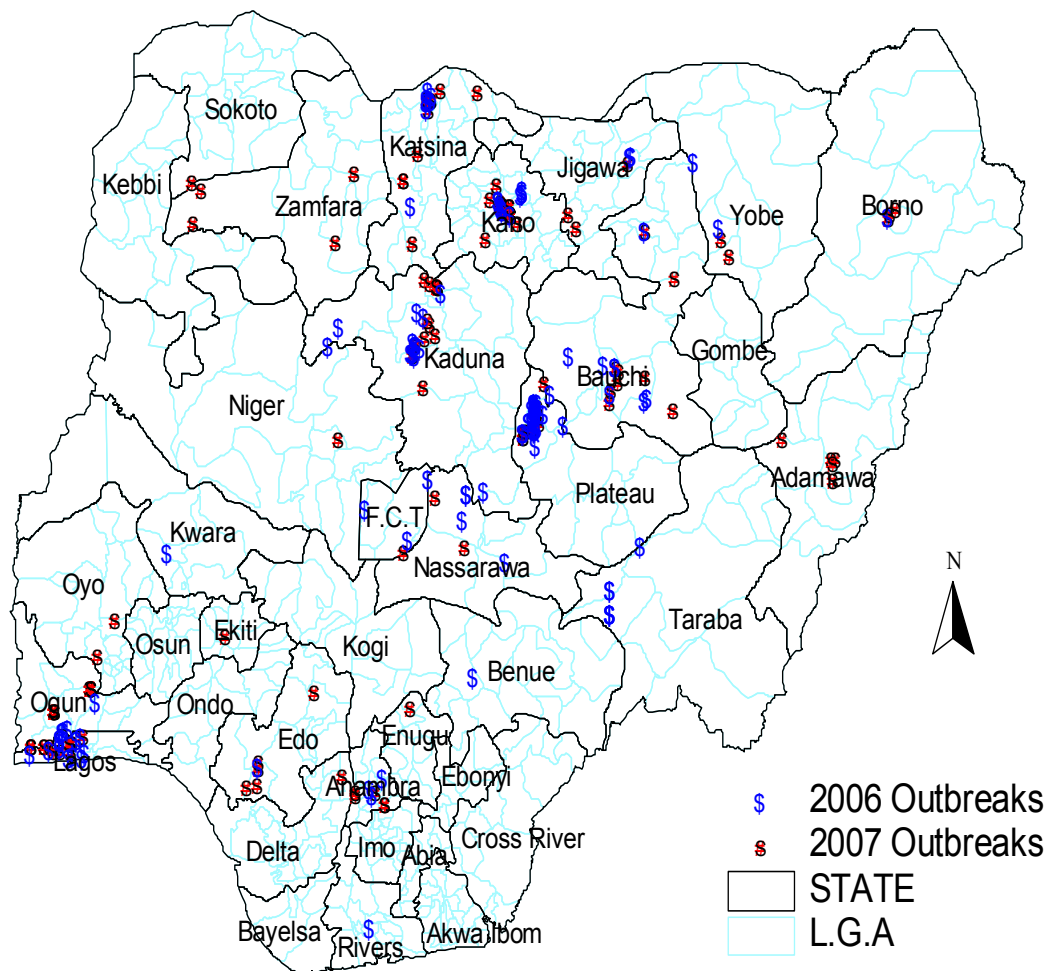 Sokoto
Katsina
Kebbi
Zamfara
Jigawa
Kano
Yobe
Borno
Kaduna
Gombe
Bauchi
Niger
Adamawa
Plateau
F.C.T
Kwara
Nassarawa
Oyo
Taraba
Osun
Ekiti
Kogi
Benue
Ogun
Ondo
Edo
Enugu
Lagos
Anambra
Ebonyi
Cross River
Delta
Imo
Abia
Bayelsa
Rivers
Akwa Ibom
N
$ 2006 Outbreaks
$ 2007 Outbreaks
STATE
L.G.A